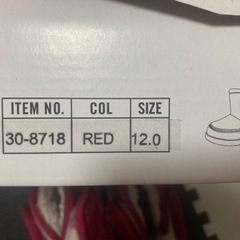 ITEM NO. COL SIZE
30-8718 RED 12.0